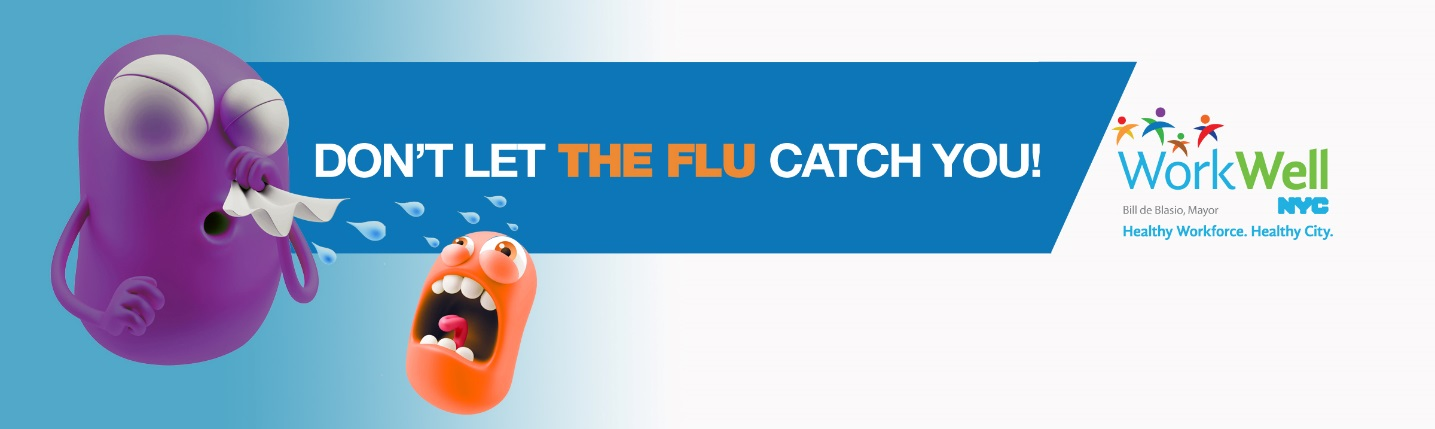 DON'T LET THE FLU CATCH YOU!
WorkWell
NYC
Bill de Blasio, Mayor
Healthy Workforce. Healthy City.